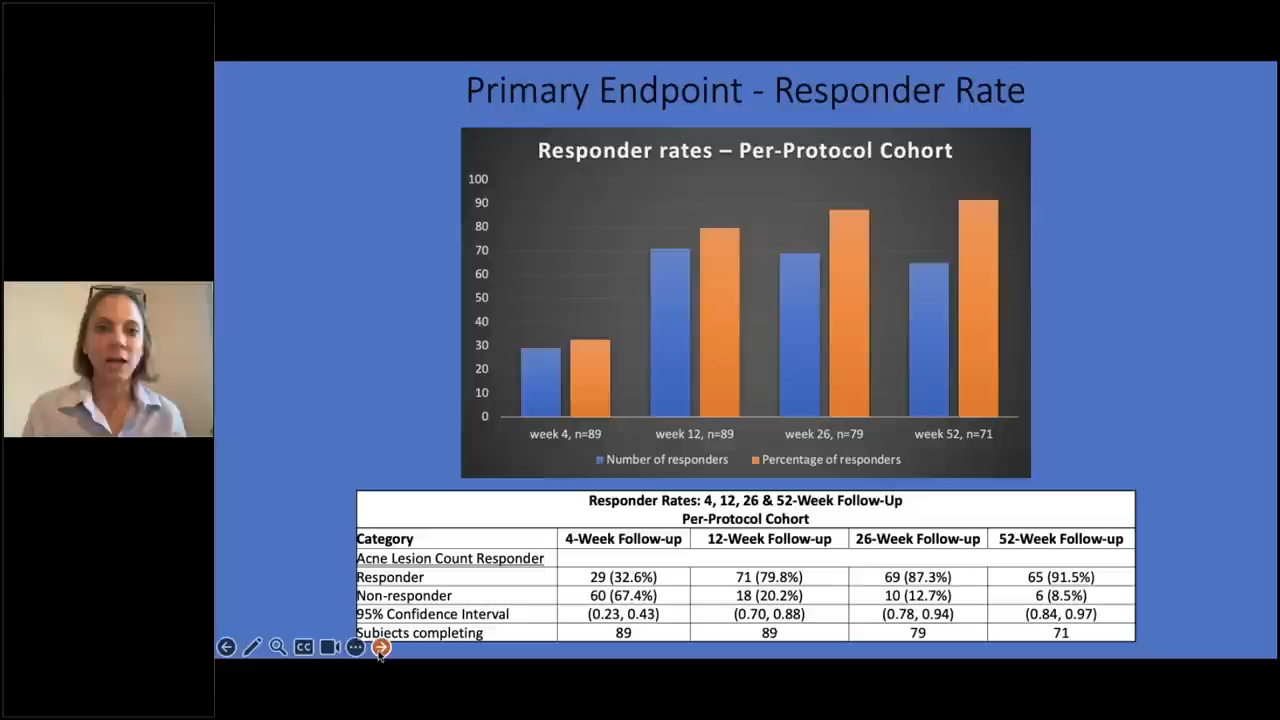 Primary Endpoint - Responder Rate
Responder rates – Per-Protocol Cohort
100
90
80
70
60
50
40
30
20
10
0
week 4, n=89 week 12, n=89 week 26, n=79 week 52, n=71
Number of responders Percentage of responders
Responder Rates: 4, 12, 26 & 52-Week Follow-Up
Per-Protocol Cohort
Category 4-Week Follow-up 12-Week Follow-up 26-Week Follow-up 52-Week Follow-up
Acne Lesion Count Responder
Responder 29 (32.6%) 71 (79.8%) 69 (87.3%) 65 (91.5%)
Non-responder 60 (67.4%) 18 (20.2%) 10 (12.7%) 6 (8.5%)
95% Confidence Interval (0.23, 0.43) (0.70, 0.88) (0.78, 0.94) (0.84, 0.97)
Subjects completing 89 89 79 71
CC